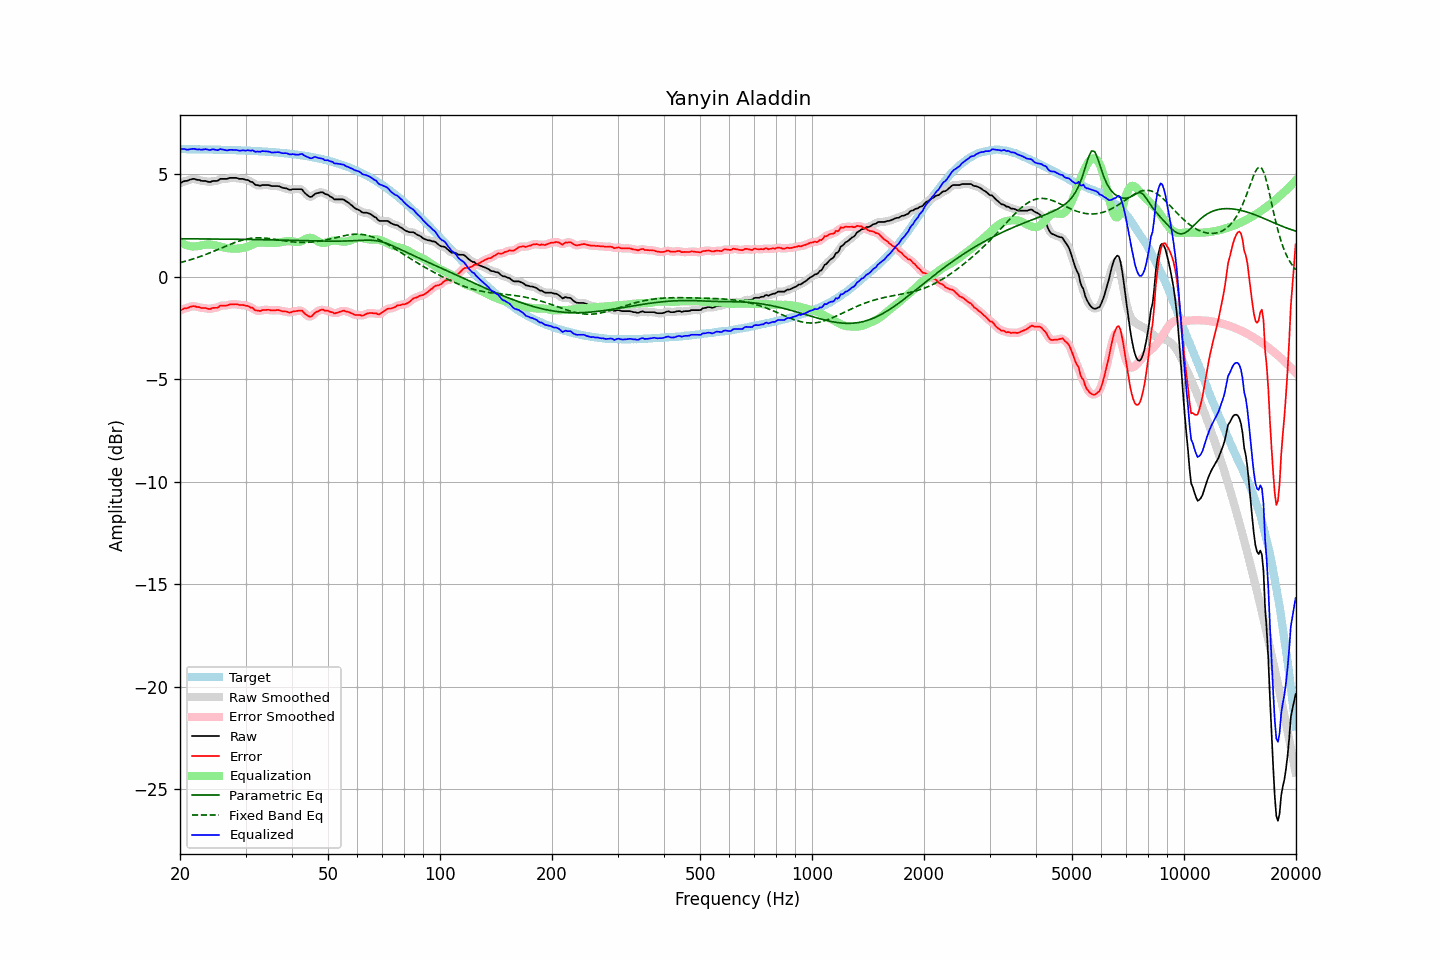 Yanyin Aladdin
Amplitude (dBr)
5
0
−5
−10
−15
−20
−25
Target
Raw Smoothed
Error Smoothed
Raw
Error
Equalization
Parametric Eq
Fixed Band Eq
Equalized
20 50 100 200 500 1000 2000 5000 10000 20000
Frequency (Hz)